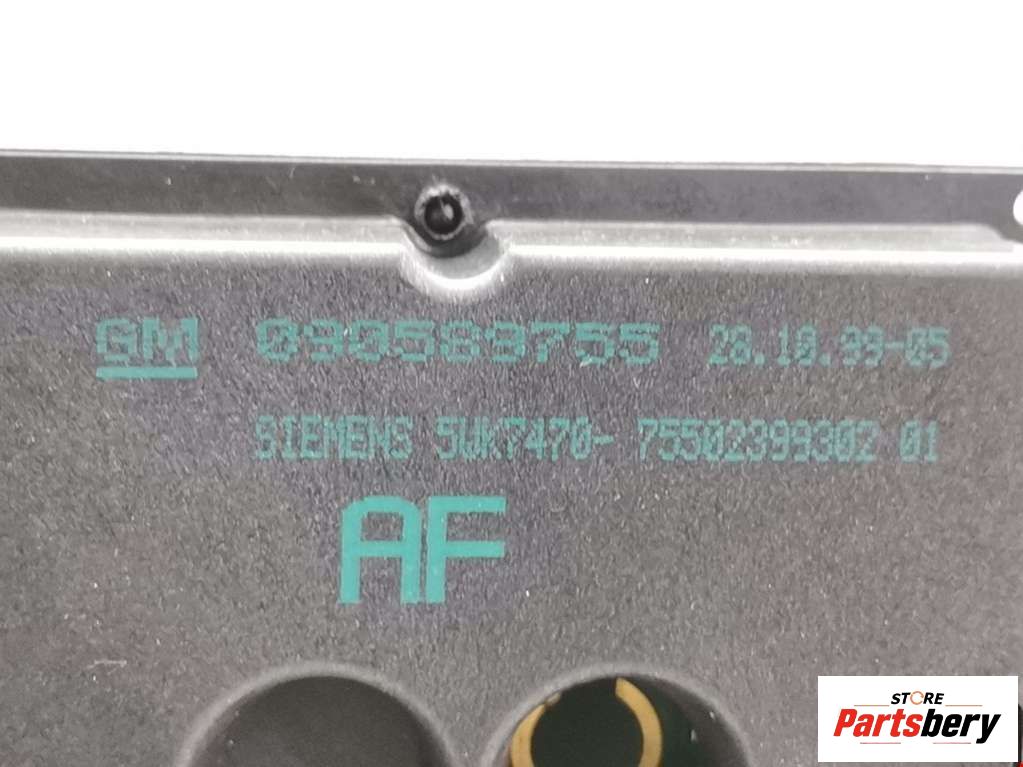 GM 090589755 28.10.99-05
SIEMENS 5WK7470- 75502399302 01
AF
STORE
Partsbery